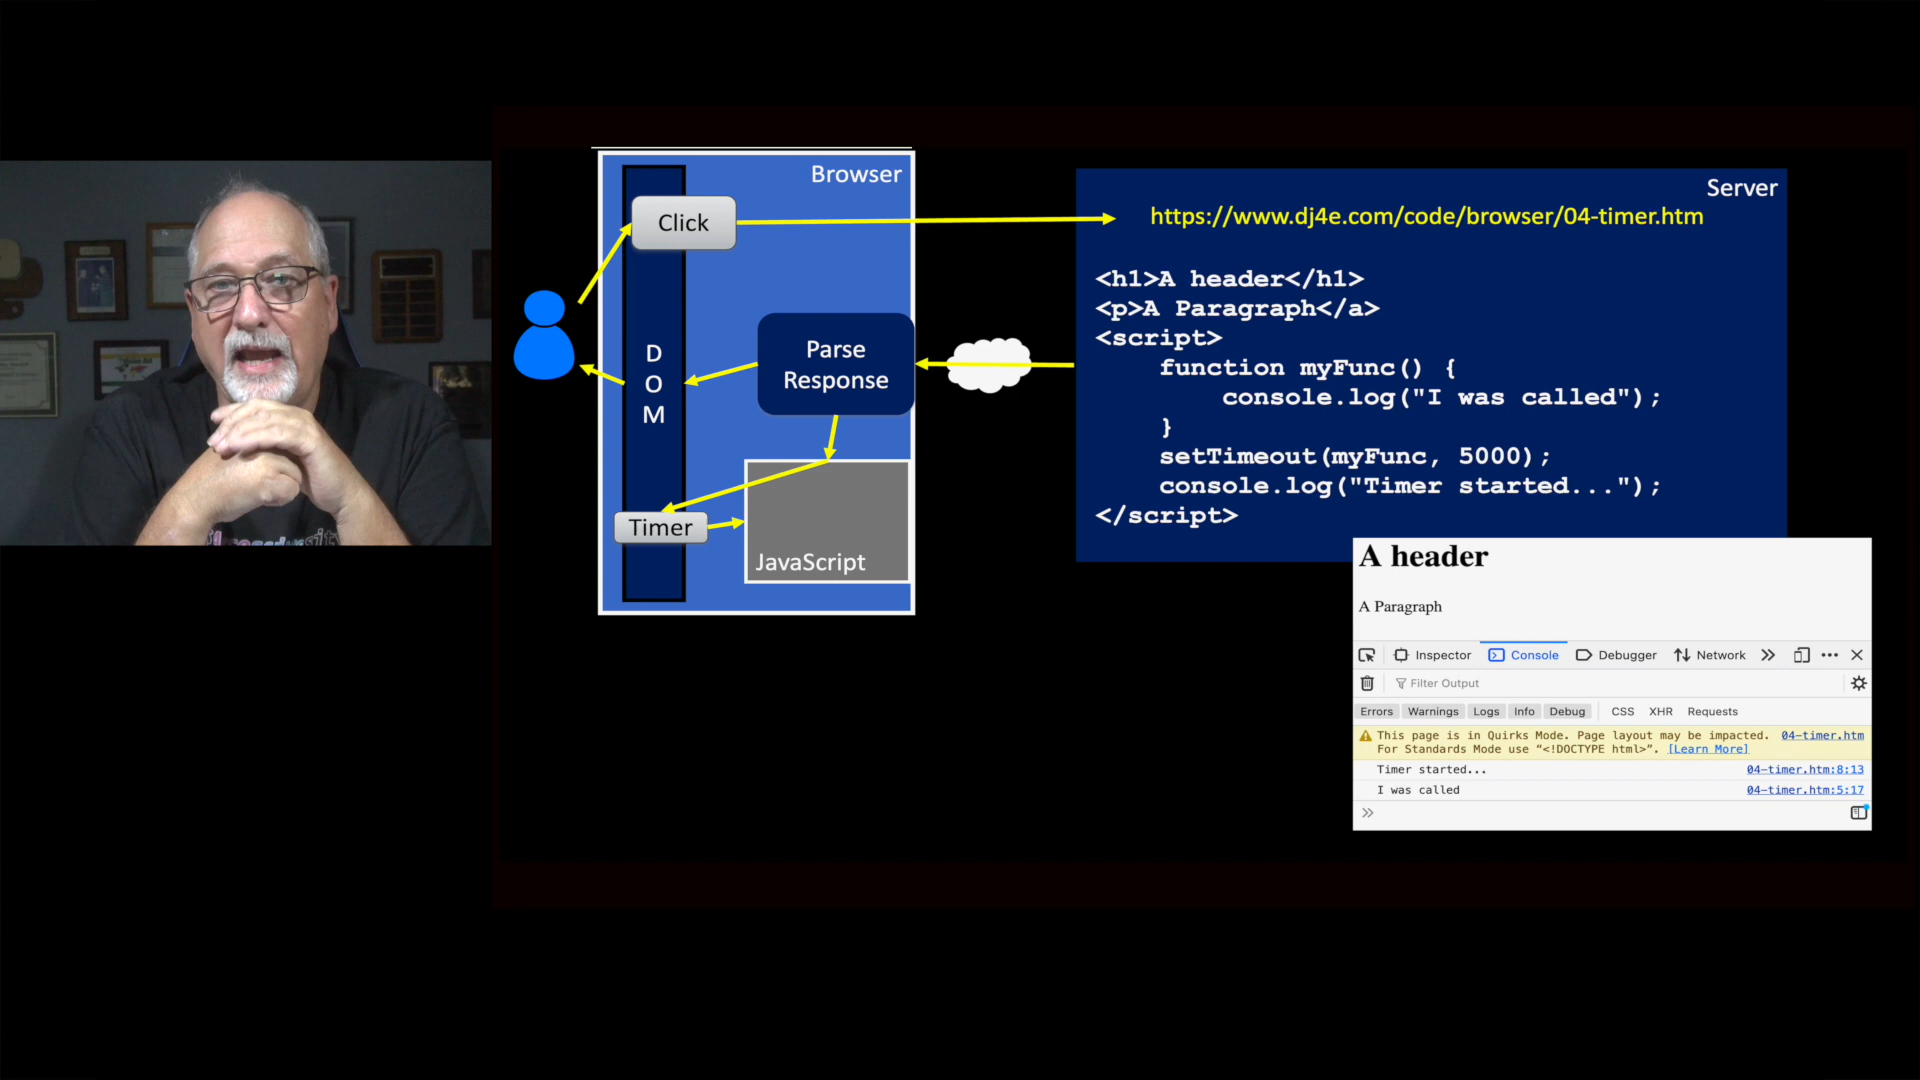 Browser
Click
D
O
M
Parse
Response
Timer
JavaScript
Server
https://www.dj4e.com/code/browser/04-timer.htm
<h1>A header</h1>
<p>A Paragraph</a>
<script>
function myFunc() {
console.log("I was called");
}
setTimeout(myFunc, 5000);
console.log("Timer started...");
</script>
A header
A Paragraph
Inspector Console Debugger Network
Filter Output
Errors Warnings Logs Info Debug CSS XHR Requests
This page is in Quirks Mode. Page layout may be impacted. 04-timer.htm
For Standards Mode use “<!DOCTYPE html>”. [Learn More]
Timer started... 04-timer.htm:8:13
I was called 04-timer.htm:5:17